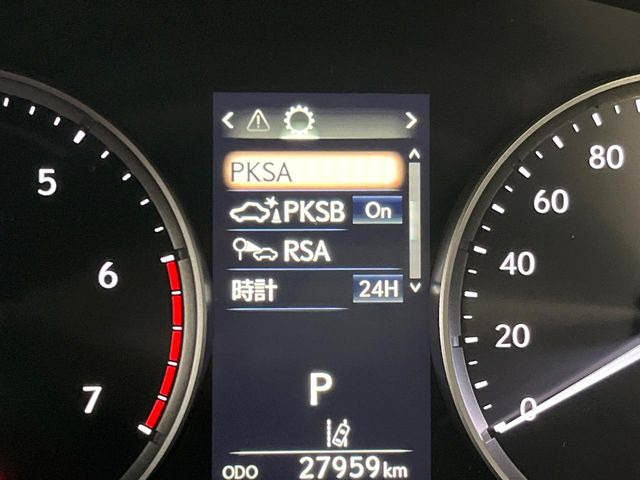 PKSA
PKSB On
RSA
時計 24H
P
ODO 27959 km
5
6
7
80
60
40
20
0